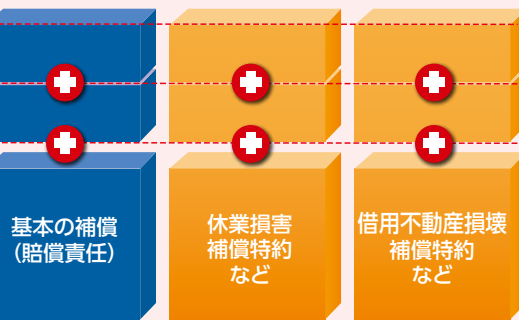 基本の補償
(賠償責任)
休業損害
補償特約
など
借用不動産損壊
補償特約
など